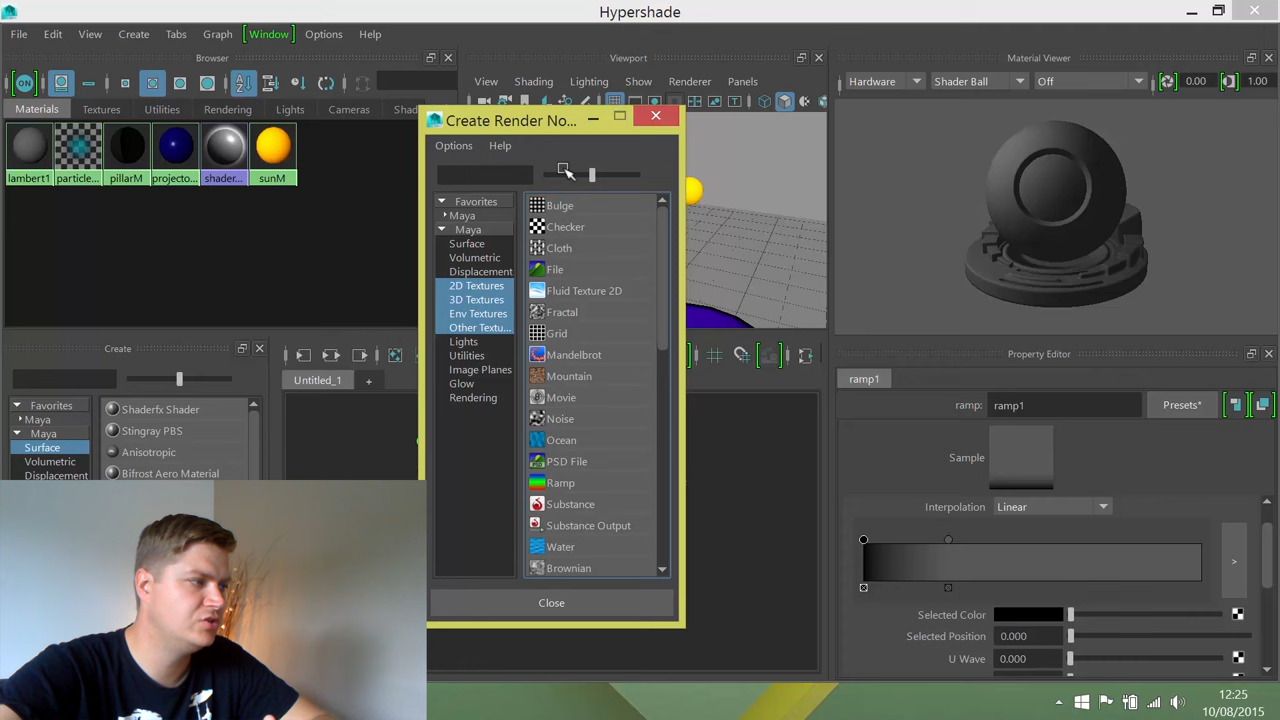 Hypershade
File Edit View Create Tabs Graph [Window] Options Help
Browser
Viewport
Material Viewer
ON
View Shading Lighting Show Renderer Panels
Hardware Shader Ball Off 0.00 1.00
Materials Textures Utilities Rendering Lights Cameras
lambert1 particle... pillarM projecto... shader... sunM
Create Render No...
Options Help
Favorites
Maya
Maya
Surface
Volumetric
Displacement
2D Textures
3D Textures
Env Textures
Other Textu...
Lights
Utilities
Image Planes
Glow
Rendering
Bulge
Checker
Cloth
File
Fluid Texture 2D
Fractal
Grid
Mandelbrot
Mountain
Movie
Noise
Ocean
PSD File
Ramp
Substance
Substance Output
Water
Brownian
Close
Create
Untitled_1 +
Favorites
Maya
Maya
Surface
Volumetric
Displacement
Shaderfx Shader
Stingray PBS
Anisotropic
Bifrost Aero Material
Property Editor
ramp1
ramp: ramp1 Presets*
Sample
Interpolation Linear
>
Selected Color
Selected Position 0.000
U Wave 0.000
12:25
10/08/2015